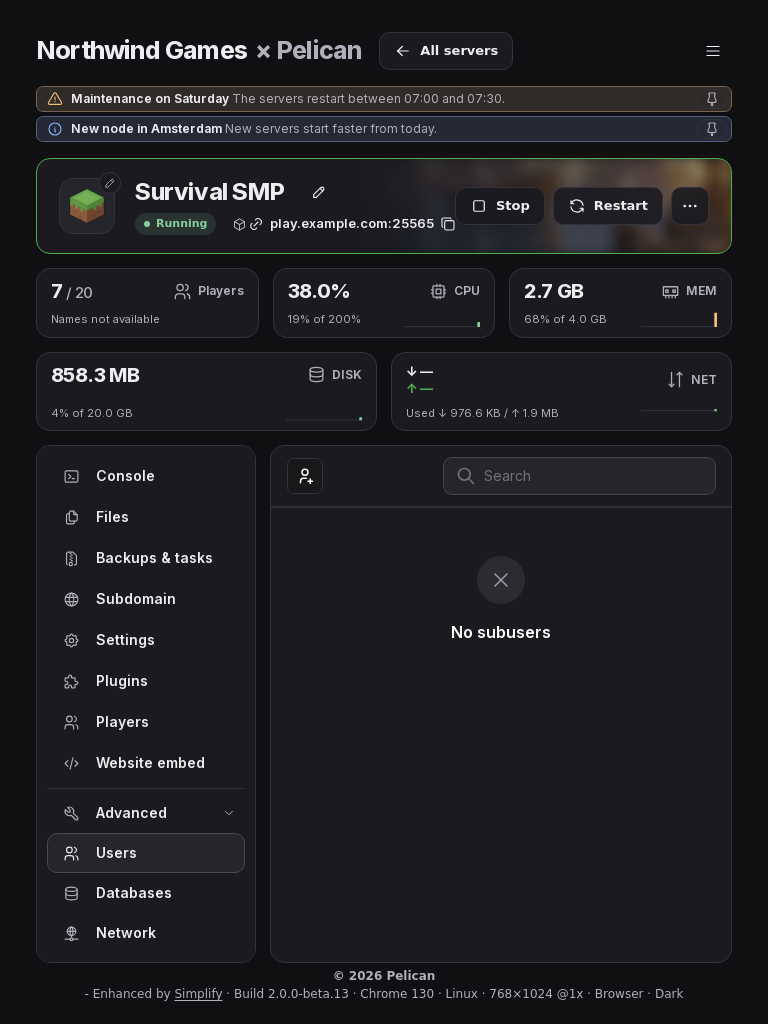 Northwind Games × Pelican
All servers
Maintenance on Saturday The servers restart between 07:00 and 07:30.
New node in Amsterdam New servers start faster from today.
Survival SMP
Stop
Restart
Running
play.example.com:25565
7 / 20
Players
Names not available
38.0%
CPU
19% of 200%
2.7 GB
MEM
68% of 4.0 GB
858.3 MB
DISK
4% of 20.0 GB
↓ —
↑ —
NET
Used ↓ 976.6 KB / ↑ 1.9 MB
Console
Files
Backups & tasks
Subdomain
Settings
Plugins
Players
Website embed
Advanced
Users
Databases
Network
Search
No subusers
© 2026 Pelican
- Enhanced by Simplify · Build 2.0.0-beta.13 · Chrome 130 · Linux · 768×1024 @1x · Browser · Dark